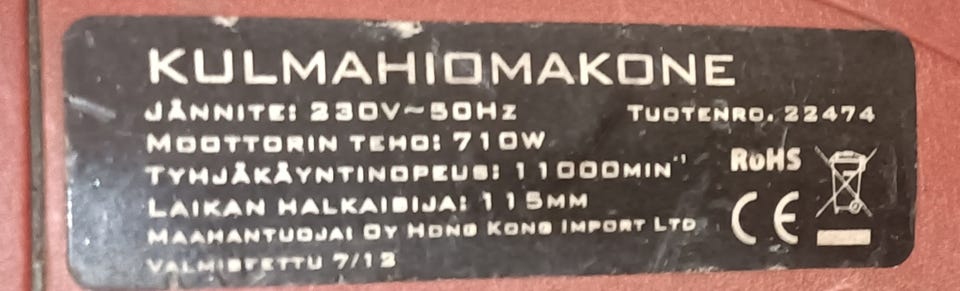 KULMAHIOMAKONE
JÄNNITE: 230V~50HZ TUOTENRO. 22474
MOOTTORIN TEHO: 710W
TYHJÄKÄYNTINOPEUS: 11000MIN⁻¹
LAIKAN HALKAISIJA: 115MM
MAAHANTUOJA: OY HONG KONG IMPORT LTD
VALMISTETTU 7/12
RoHS
CE